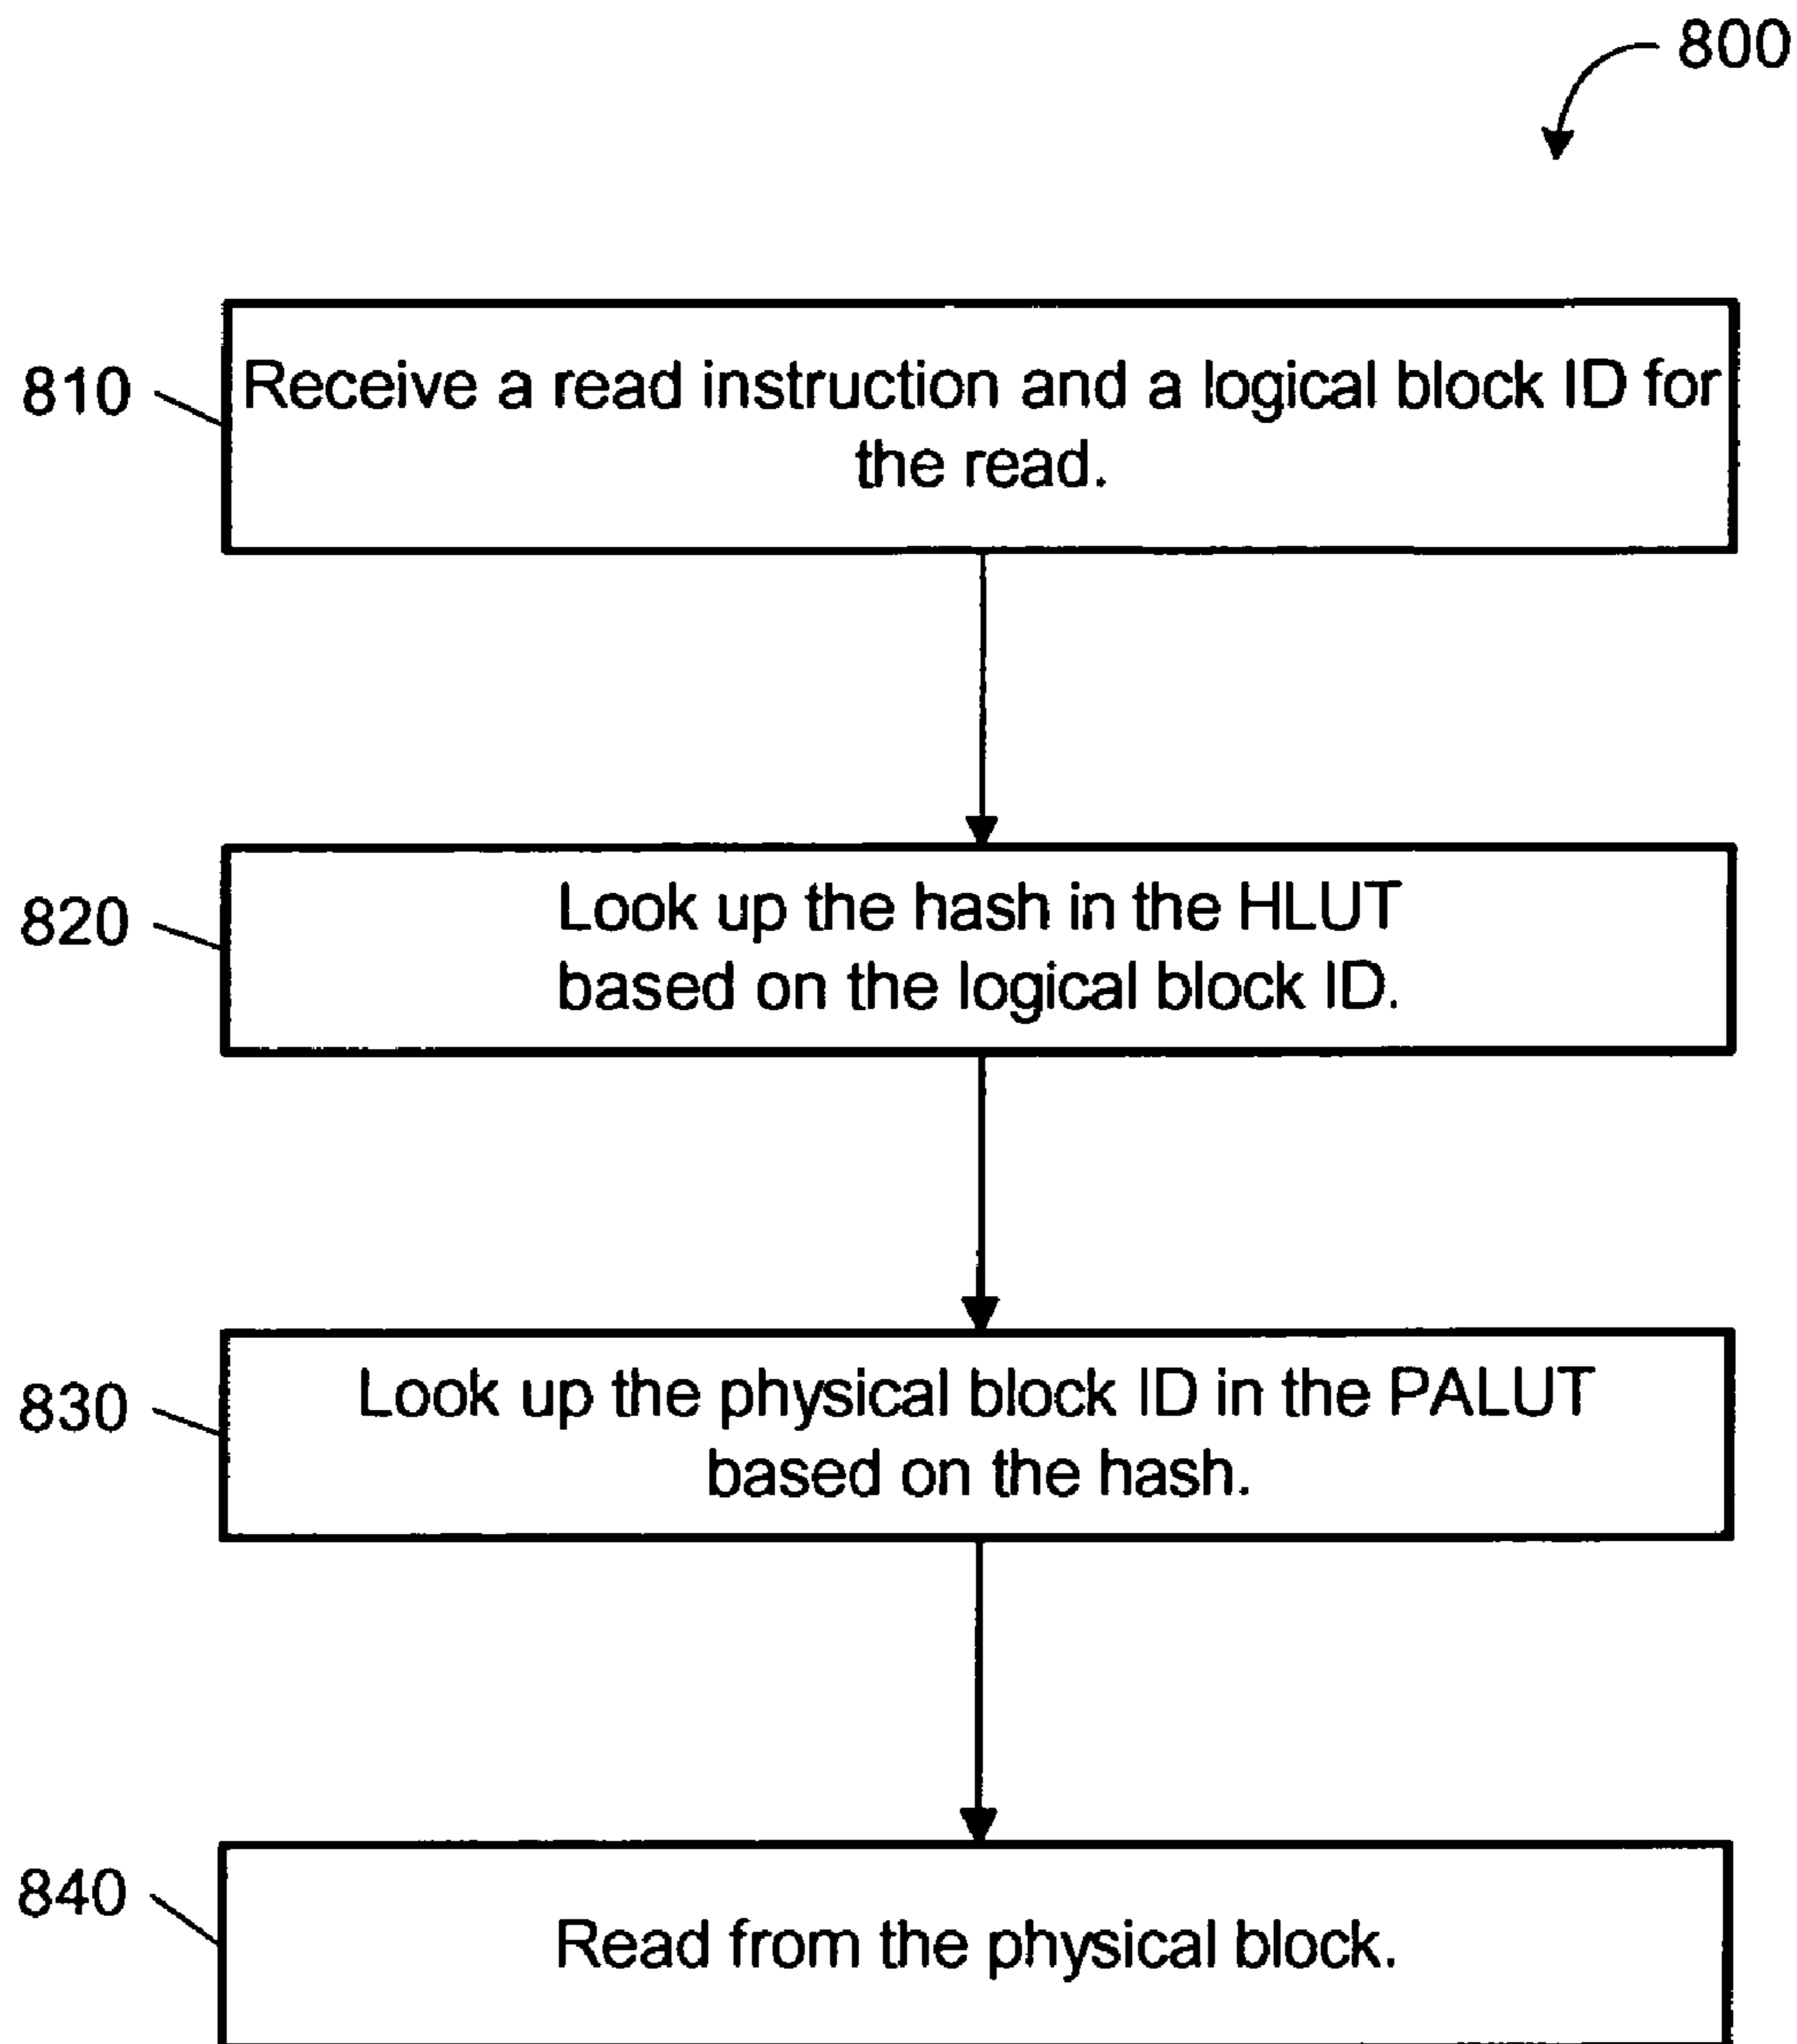 800
810
Receive a read instruction and a logical block ID for
the read.
820
Look up the hash in the HLUT
based on the logical block ID.
830
Look up the physical block ID in the PALUT
based on the hash.
840
Read from the physical block.